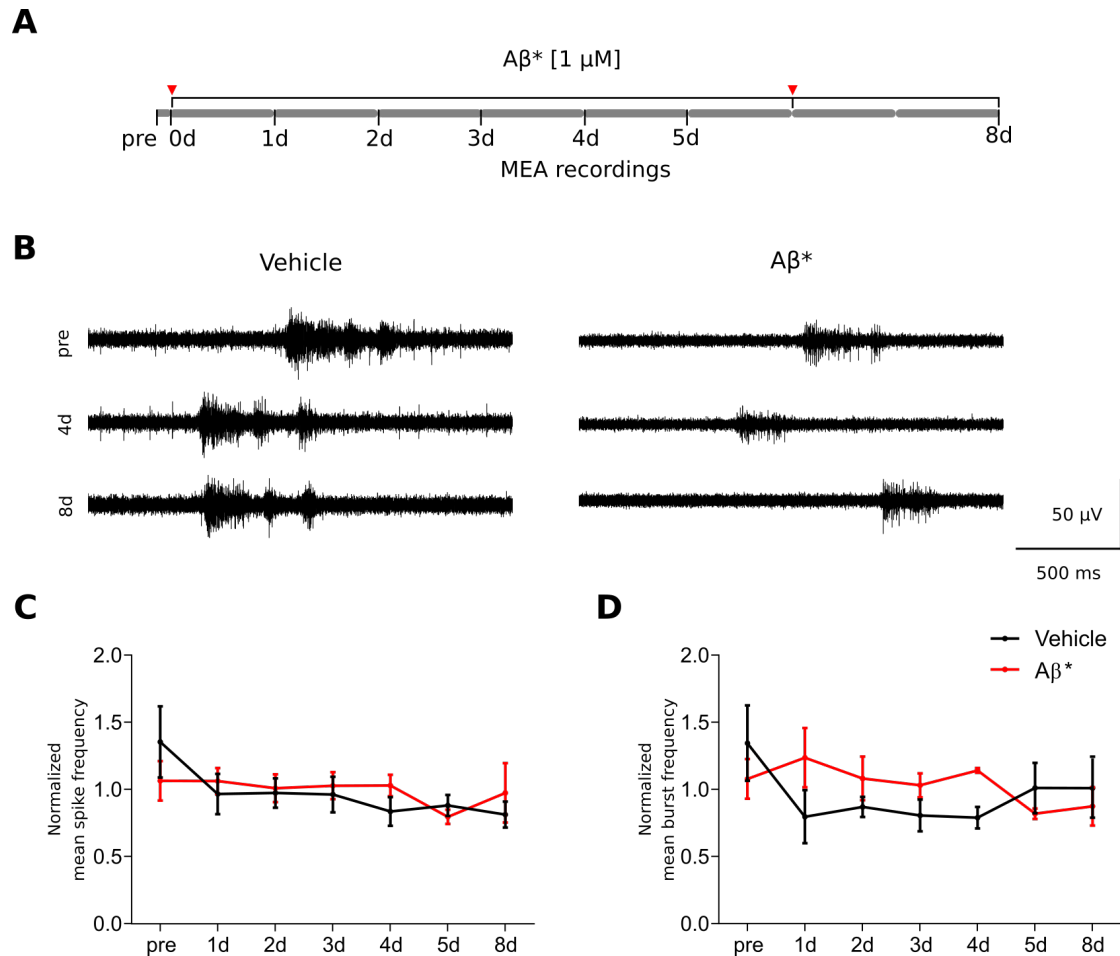 A
Aβ* [1 µM]
pre 0d 1d 2d 3d 4d 5d 8d
MEA recordings
B
Vehicle Aβ*
pre
4d
8d
50 µV
500 ms
C
Normalized
mean spike frequency
2.0
1.5
1.0
0.5
0.0
pre 1d 2d 3d 4d 5d 8d
D
Vehicle
Aβ*
Normalized
mean burst frequency
2.0
1.5
1.0
0.5
0.0
pre 1d 2d 3d 4d 5d 8d